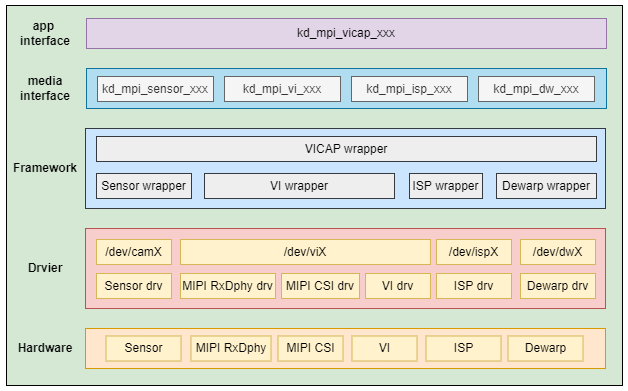 app
interface
kd_mpi_vicap_xxx
media
interface
kd_mpi_sensor_xxx
kd_mpi_vi_xxx
kd_mpi_isp_xxx
kd_mpi_dw_xxx
Framework
VICAP wrapper
Sensor wrapper
VI wrapper
ISP wrapper
Dewarp wrapper
Drvier
/dev/camX
/dev/viX
/dev/ispX
/dev/dwX
Sensor drv
MIPI RxDphy drv
MIPI CSI drv
VI drv
ISP drv
Dewarp drv
Hardware
Sensor
MIPI RxDphy
MIPI CSI
VI
ISP
Dewarp